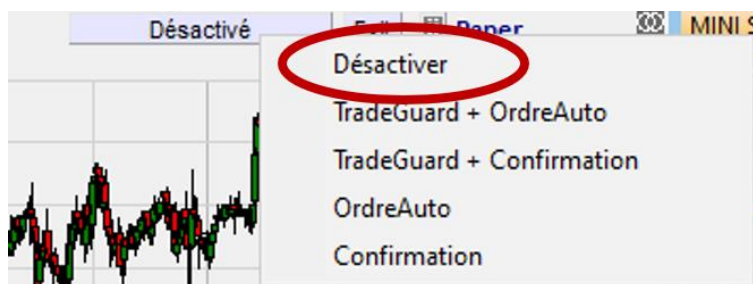 Désactivé Paper MINI S
Désactiver
TradeGuard + OrdreAuto
TradeGuard + Confirmation
OrdreAuto
Confirmation